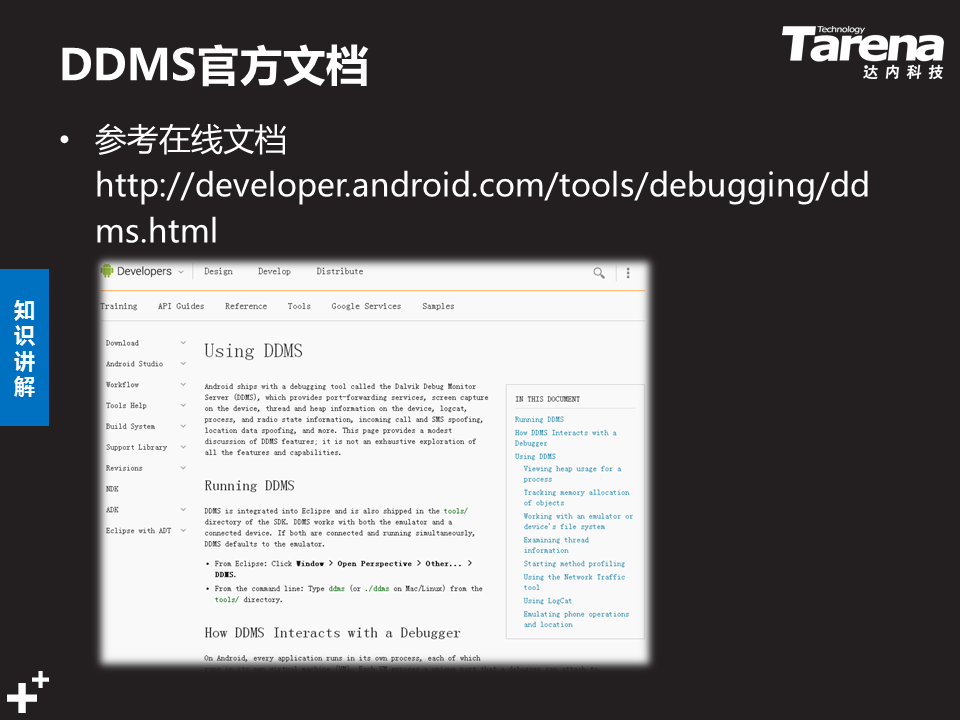 DDMS官方文档
Technology
Tarena
达内科技
• 参考在线文档
http://developer.android.com/tools/debugging/dd
ms.html
知识讲解
Developers
Design Develop Distribute
Training API Guides Reference Tools Google Services Samples
Download
Android Studio
Workflow
Tools Help
Build System
Support Library
Revisions
NDK
ADK
Eclipse with ADT
Using DDMS
Android ships with a debugging tool called the Dalvik Debug Monitor
Server (DDMS), which provides port-forwarding services, screen capture
on the device, thread and heap information on the device, logcat,
process, and radio state information, incoming call and SMS spoofing,
location data spoofing, and more. This page provides a modest
discussion of DDMS features; it is not an exhaustive exploration of
all the features and capabilities.
Running DDMS
DDMS is integrated into Eclipse and is also shipped in the tools/
directory of the SDK. DDMS works with both the emulator and a
connected device. If both are connected and running simultaneously,
DDMS defaults to the emulator.
• From Eclipse: Click Window > Open Perspective > Other... >
DDMS.
• From the command line: Type ddms (or ./ddms on Mac/Linux) from the
tools/ directory.
How DDMS Interacts with a Debugger
On Android, every application runs in its own process, each of which
IN THIS DOCUMENT
Running DDMS
How DDMS Interacts with a
Debugger
Using DDMS
Viewing heap usage for a
process
Tracking memory allocation
of objects
Working with an emulator or
device's file system
Examining thread
information
Starting method profiling
Using the Network Traffic
tool
Using LogCat
Emulating phone operations
and location